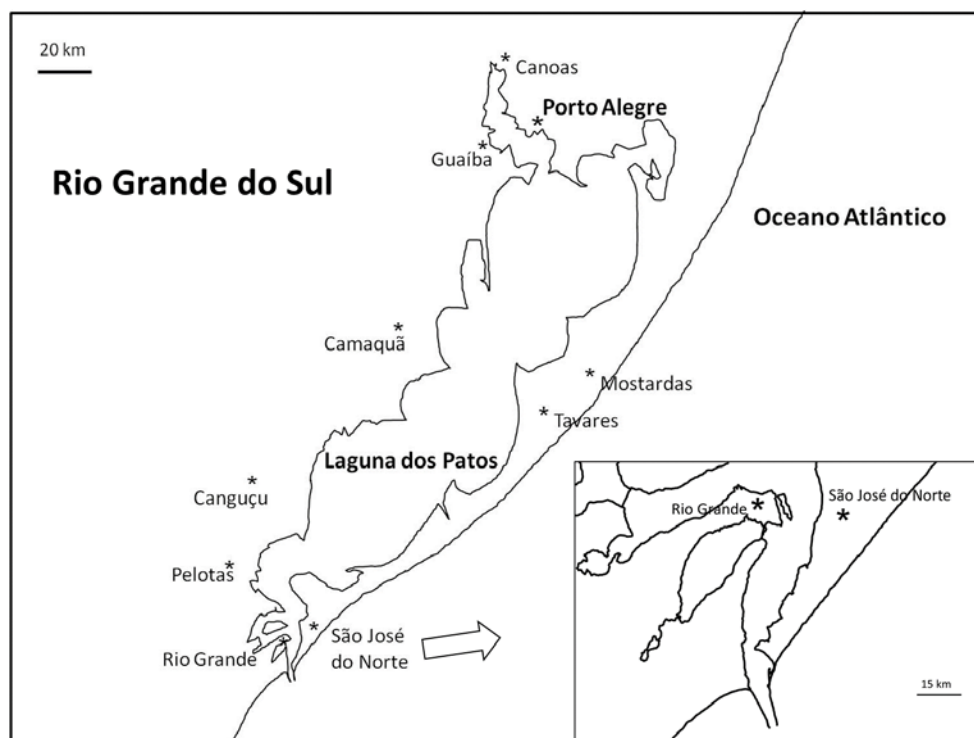 20 km
* Canoas
Porto Alegre
*
Guaíba *
Rio Grande do Sul
Oceano Atlântico
Camaquã *
* Mostardas
* Tavares
Laguna dos Patos
Canguçu *
Pelotas *
Rio Grande *
* São José
do Norte
Rio Grande *
São José do Norte
*
15 km